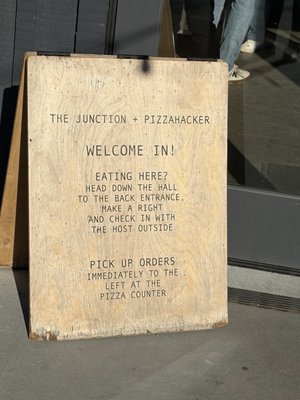 THE JUNCTION + PIZZAHACKER
WELCOME IN!
EATING HERE?
HEAD DOWN THE HALL
TO THE BACK ENTRANCE,
MAKE A RIGHT
AND CHECK IN WITH
THE HOST OUTSIDE
PICK UP ORDERS
IMMEDIATELY TO THE
LEFT AT THE
PIZZA COUNTER